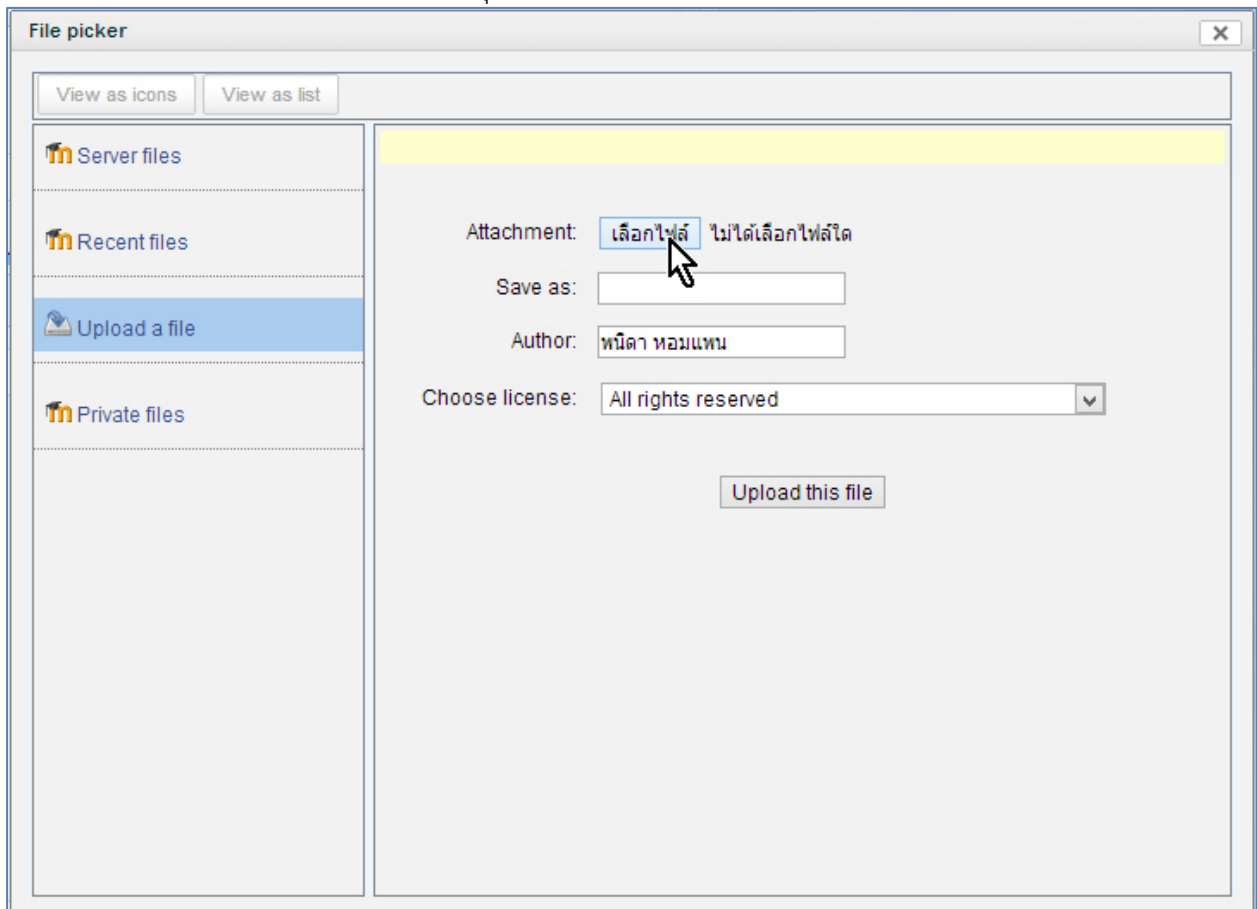 File picker
View as icons View as list
Server files
Recent files
Upload a file
Private files
Attachment: เลือกไฟล์ ไม่ได้เลือกไฟล์ใด
Save as:
Author: พนิดา หอมแพน
Choose license: All rights reserved
Upload this file